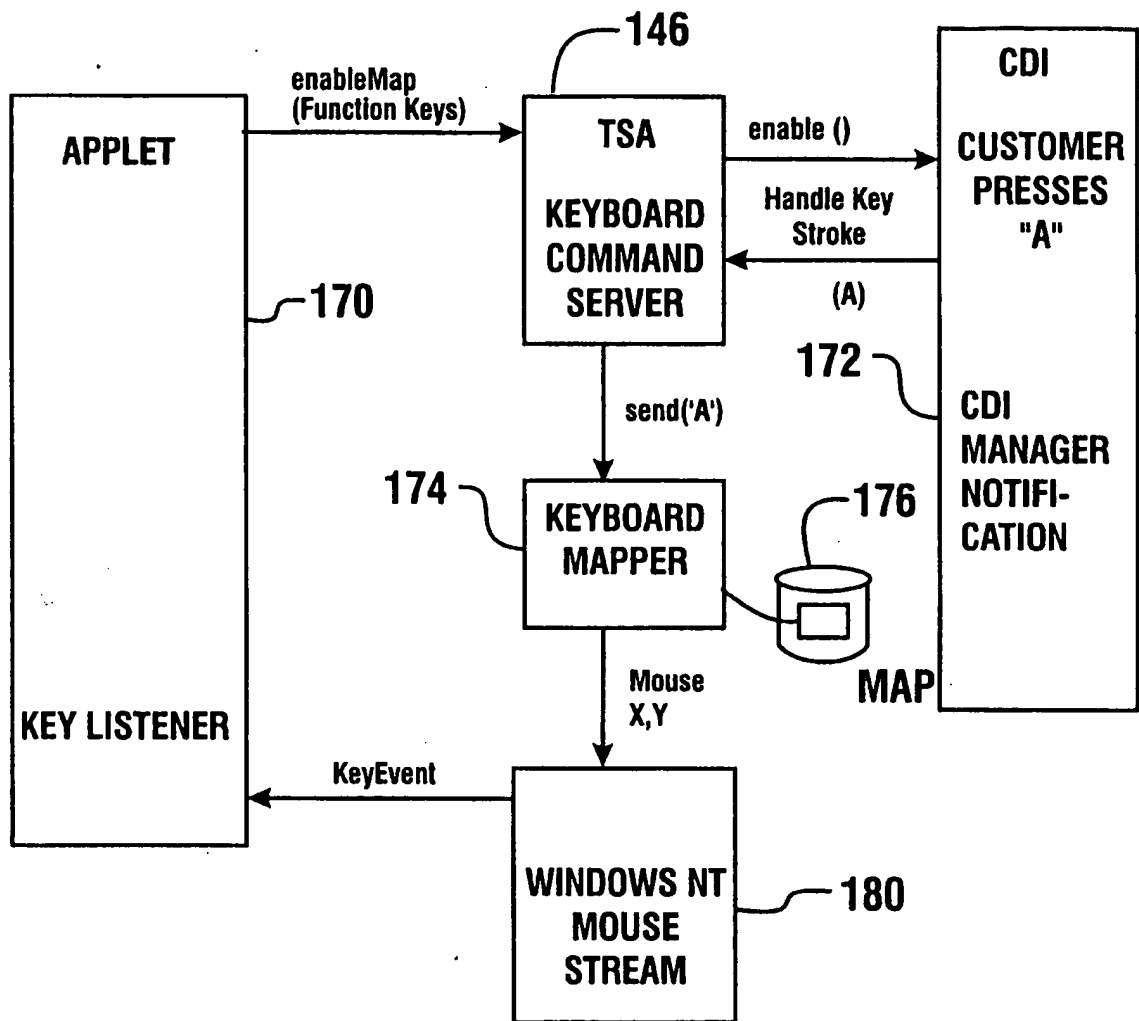 146
enableMap
(Function Keys)
APPLET
170
KEY LISTENER
TSA
KEYBOARD
COMMAND
SERVER
enable ()
Handle Key
Stroke
(A)
CDI
CUSTOMER
PRESSES
"A"
172
CDI
MANAGER
NOTIFI-
CATION
send('A')
174
KEYBOARD
MAPPER
176
MAP
Mouse
X,Y
KeyEvent
WINDOWS NT
MOUSE
STREAM
180